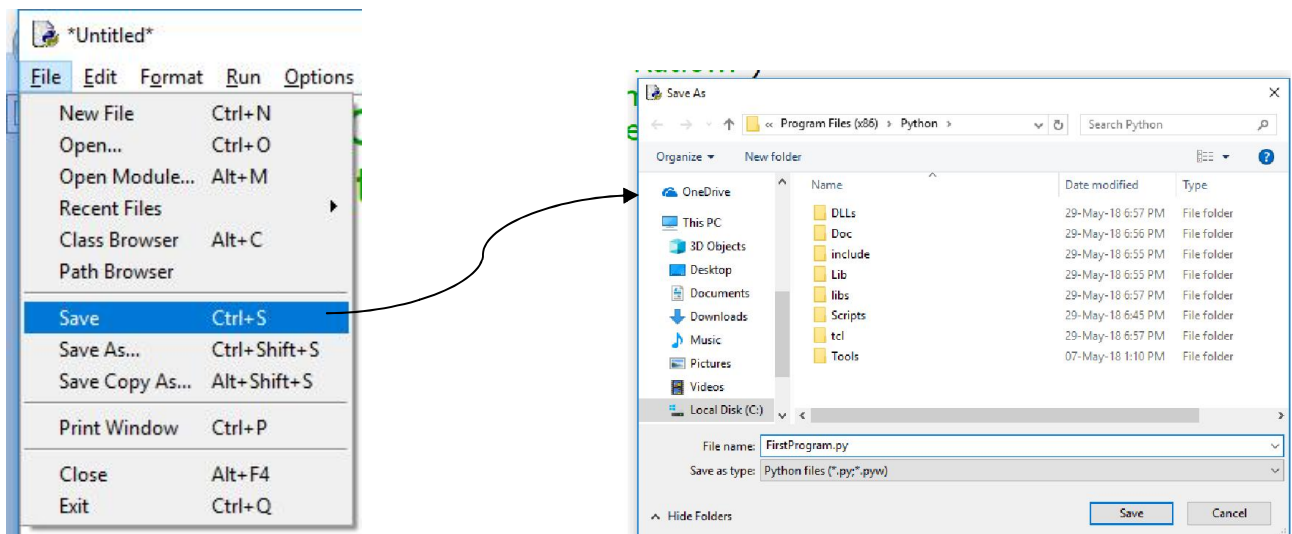 *Untitled*
File Edit Format Run Options
New File Ctrl+N
Open... Ctrl+O
Open Module... Alt+M
Recent Files
Class Browser Alt+C
Path Browser
Save Ctrl+S
Save As... Ctrl+Shift+S
Save Copy As... Alt+Shift+S
Print Window Ctrl+P
Close Alt+F4
Exit Ctrl+Q
Save As
« Program Files (x86) > Python >
Search Python
Organize New folder
Name Date modified Type
OneDrive
This PC
3D Objects
Desktop
Documents
Downloads
Music
Pictures
Videos
Local Disk (C:)
DLLs 29-May-18 6:57 PM File folder
Doc 29-May-18 6:56 PM File folder
include 29-May-18 6:55 PM File folder
Lib 29-May-18 6:55 PM File folder
libs 29-May-18 6:57 PM File folder
Scripts 29-May-18 6:45 PM File folder
tcl 29-May-18 6:57 PM File folder
Tools 07-May-18 1:10 PM File folder
File name: FirstProgram.py
Save as type: Python files (*.py;*.pyw)
Hide Folders
Save Cancel